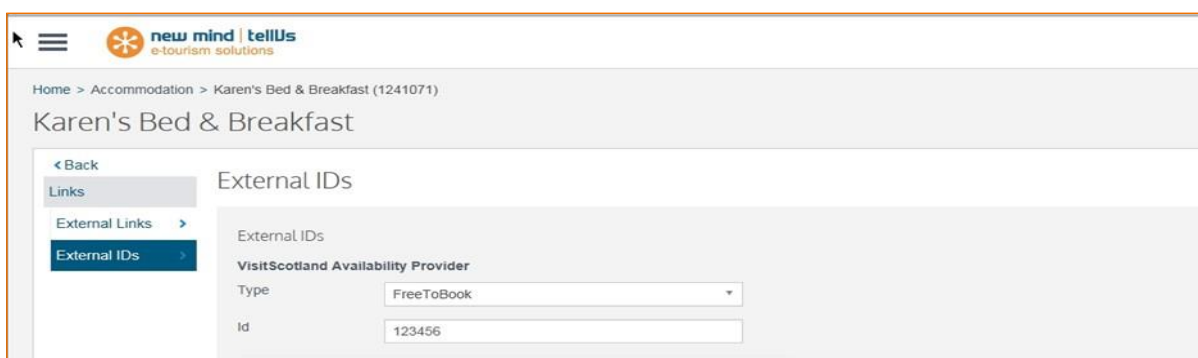 new mind | tellUs
e-tourism solutions
Home > Accommodation > Karen's Bed & Breakfast (1241071)
Karen's Bed & Breakfast
<Back
Links
External Links >
External IDs >
External IDs
External IDs
VisitScotland Availability Provider
Type FreeToBook
Id 123456